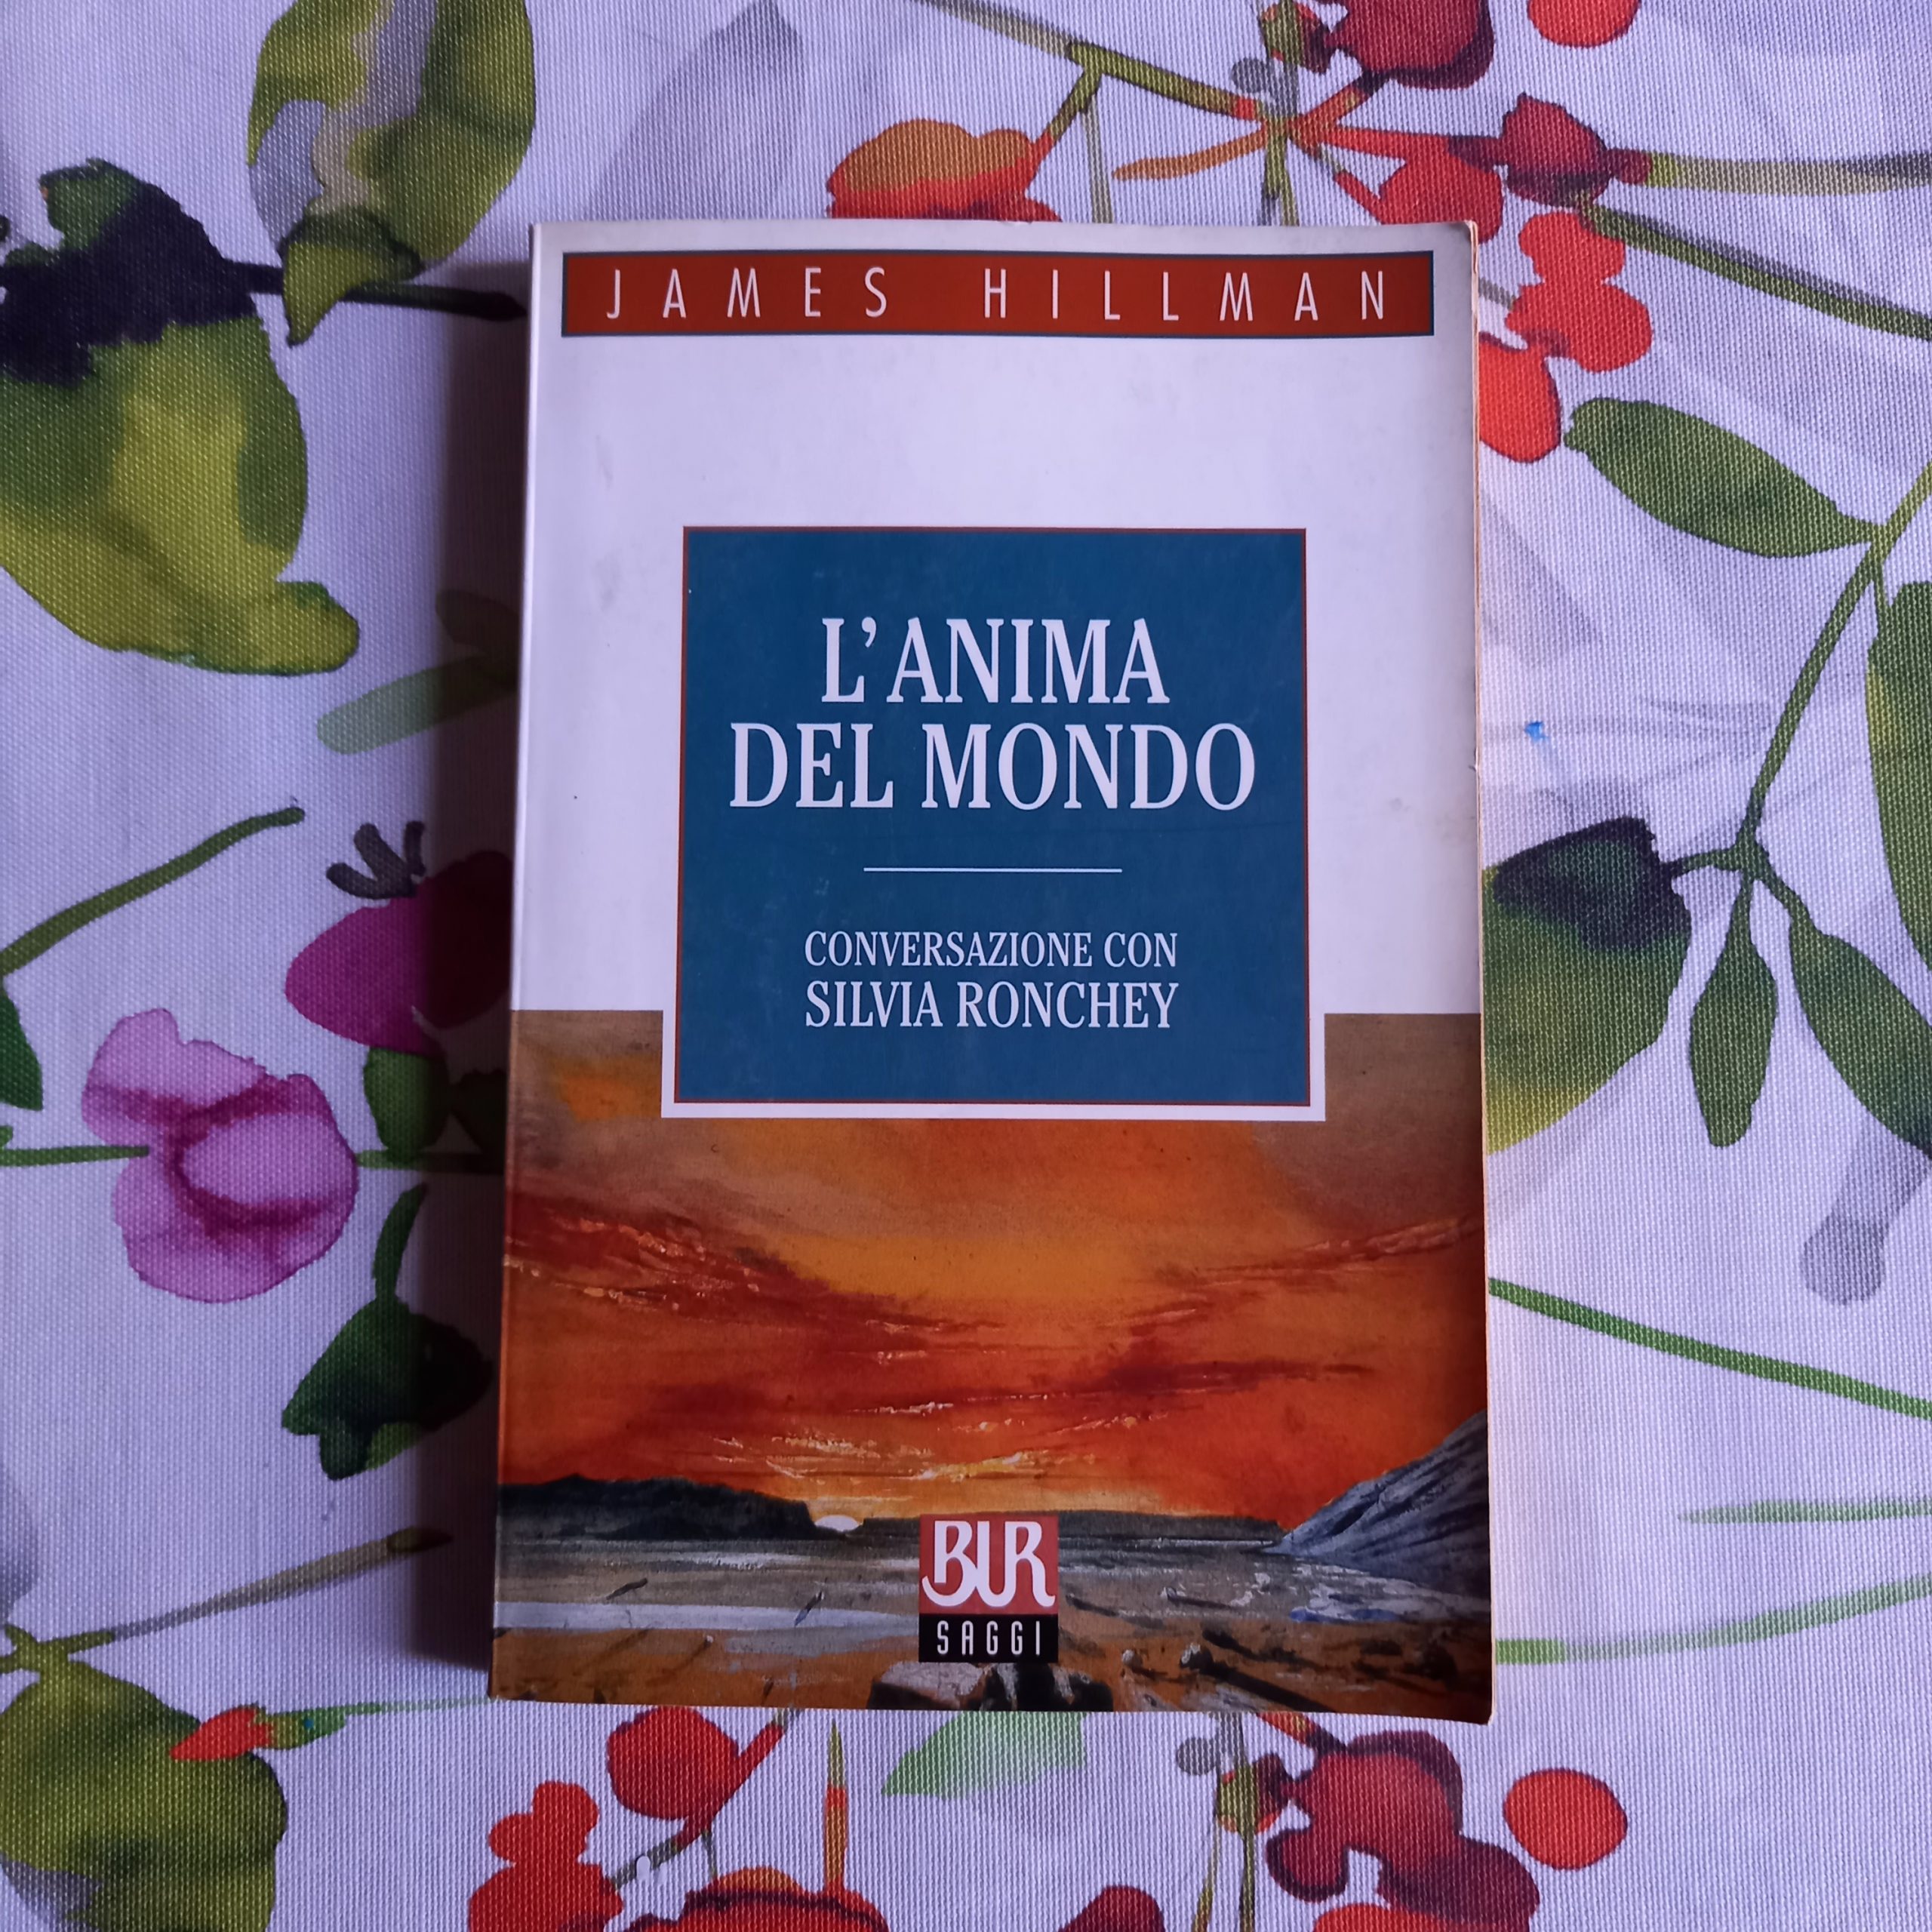 JAMES HILLMAN
L'ANIMA
DEL MONDO
CONVERSAZIONE CON
SILVIA RONCHEY
BUR
SAGGI